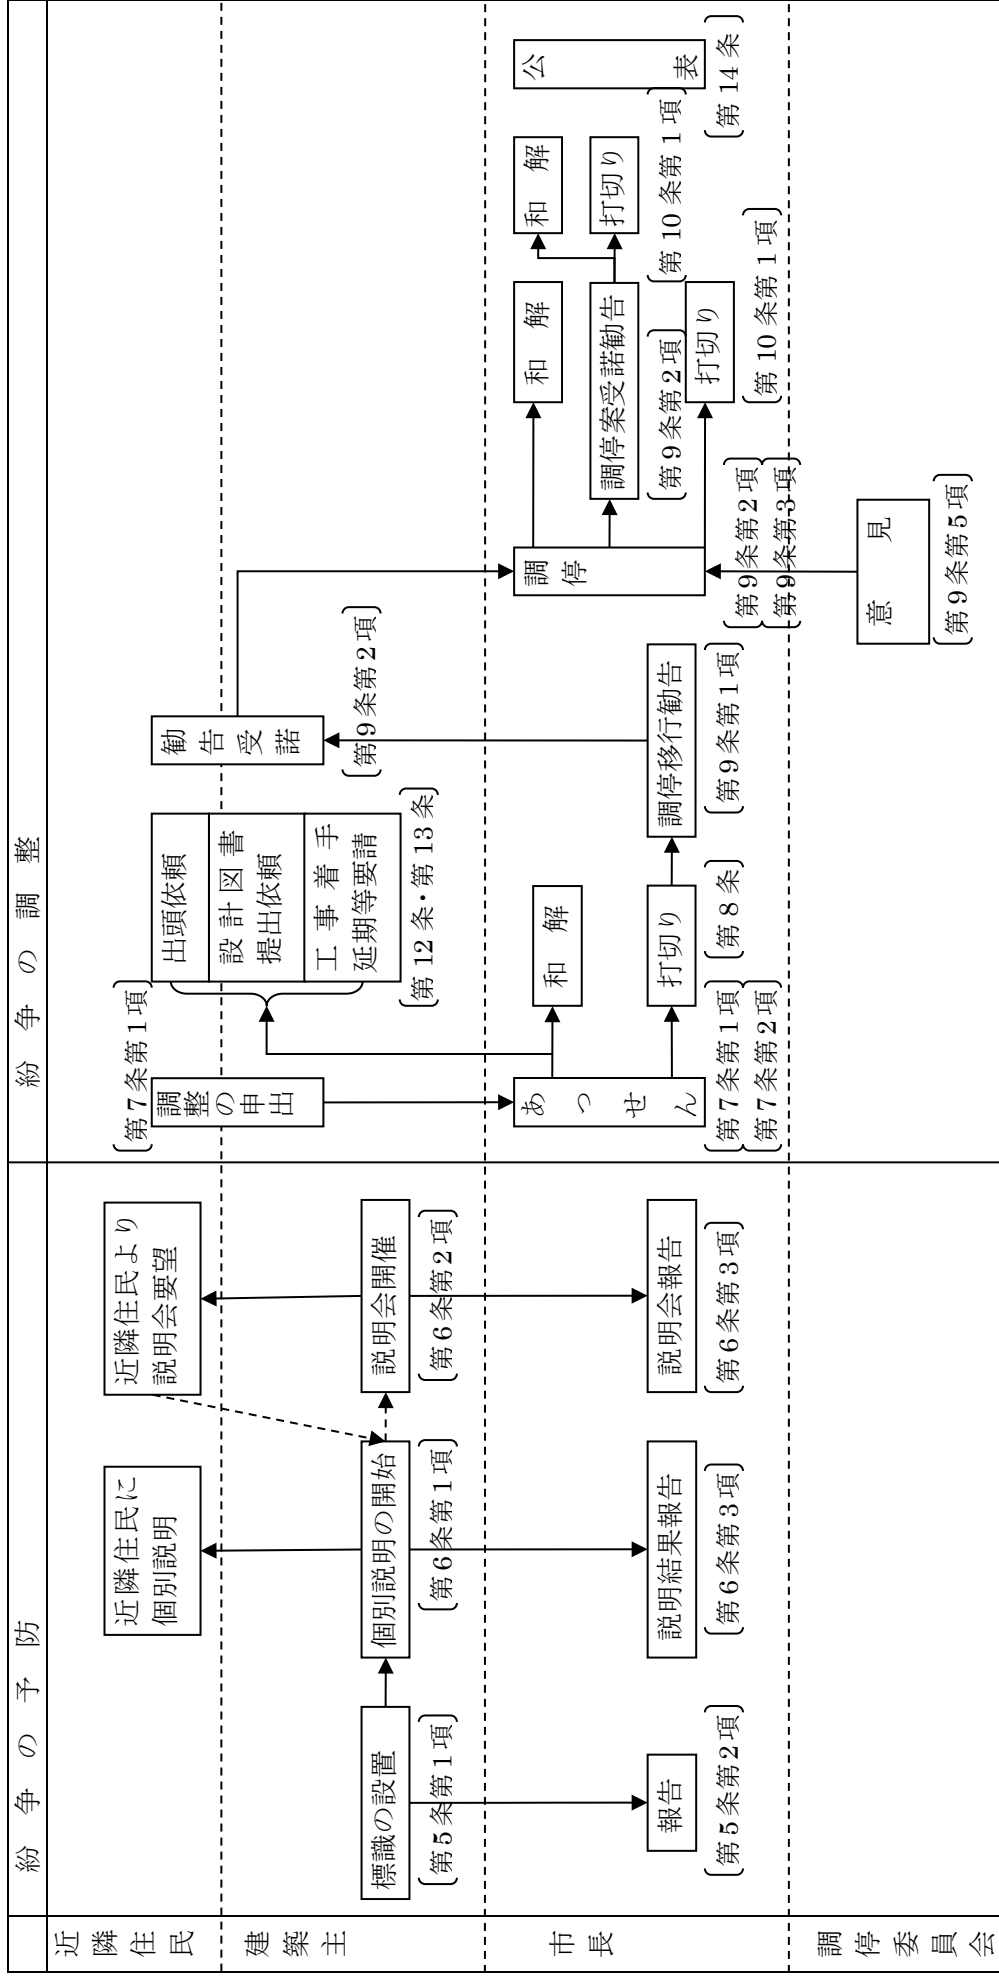 紛争の予防
紛争の調整
近隣住民
建築主
市長
調停委員会
近隣住民に
個別説明
近隣住民より
説明会要望
標識の設置
〔第5条第1項〕
個別説明の開始
〔第6条第1項〕
説明会開催
〔第6条第2項〕
報告
〔第5条第2項〕
説明結果報告
〔第6条第3項〕
説明会報告
〔第6条第3項〕
〔第7条第1項〕
調整の申出
出頭依頼
設計図書
提出依頼
工事着手
延期等要請
〔第12条・第13条〕
勧告受諾
〔第9条第2項〕
あっせん
〔第7条第1項〕
〔第7条第2項〕
和解
打切り
〔第8条〕
調停移行勧告
〔第9条第1項〕
調停
〔第9条第2項〕
〔第9条第3項〕
和解
調停案受諾勧告
〔第9条第2項〕
打切り
〔第10条第1項〕
和解
打切り
〔第10条第1項〕
公表
〔第14条〕
意見
〔第9条第5項〕